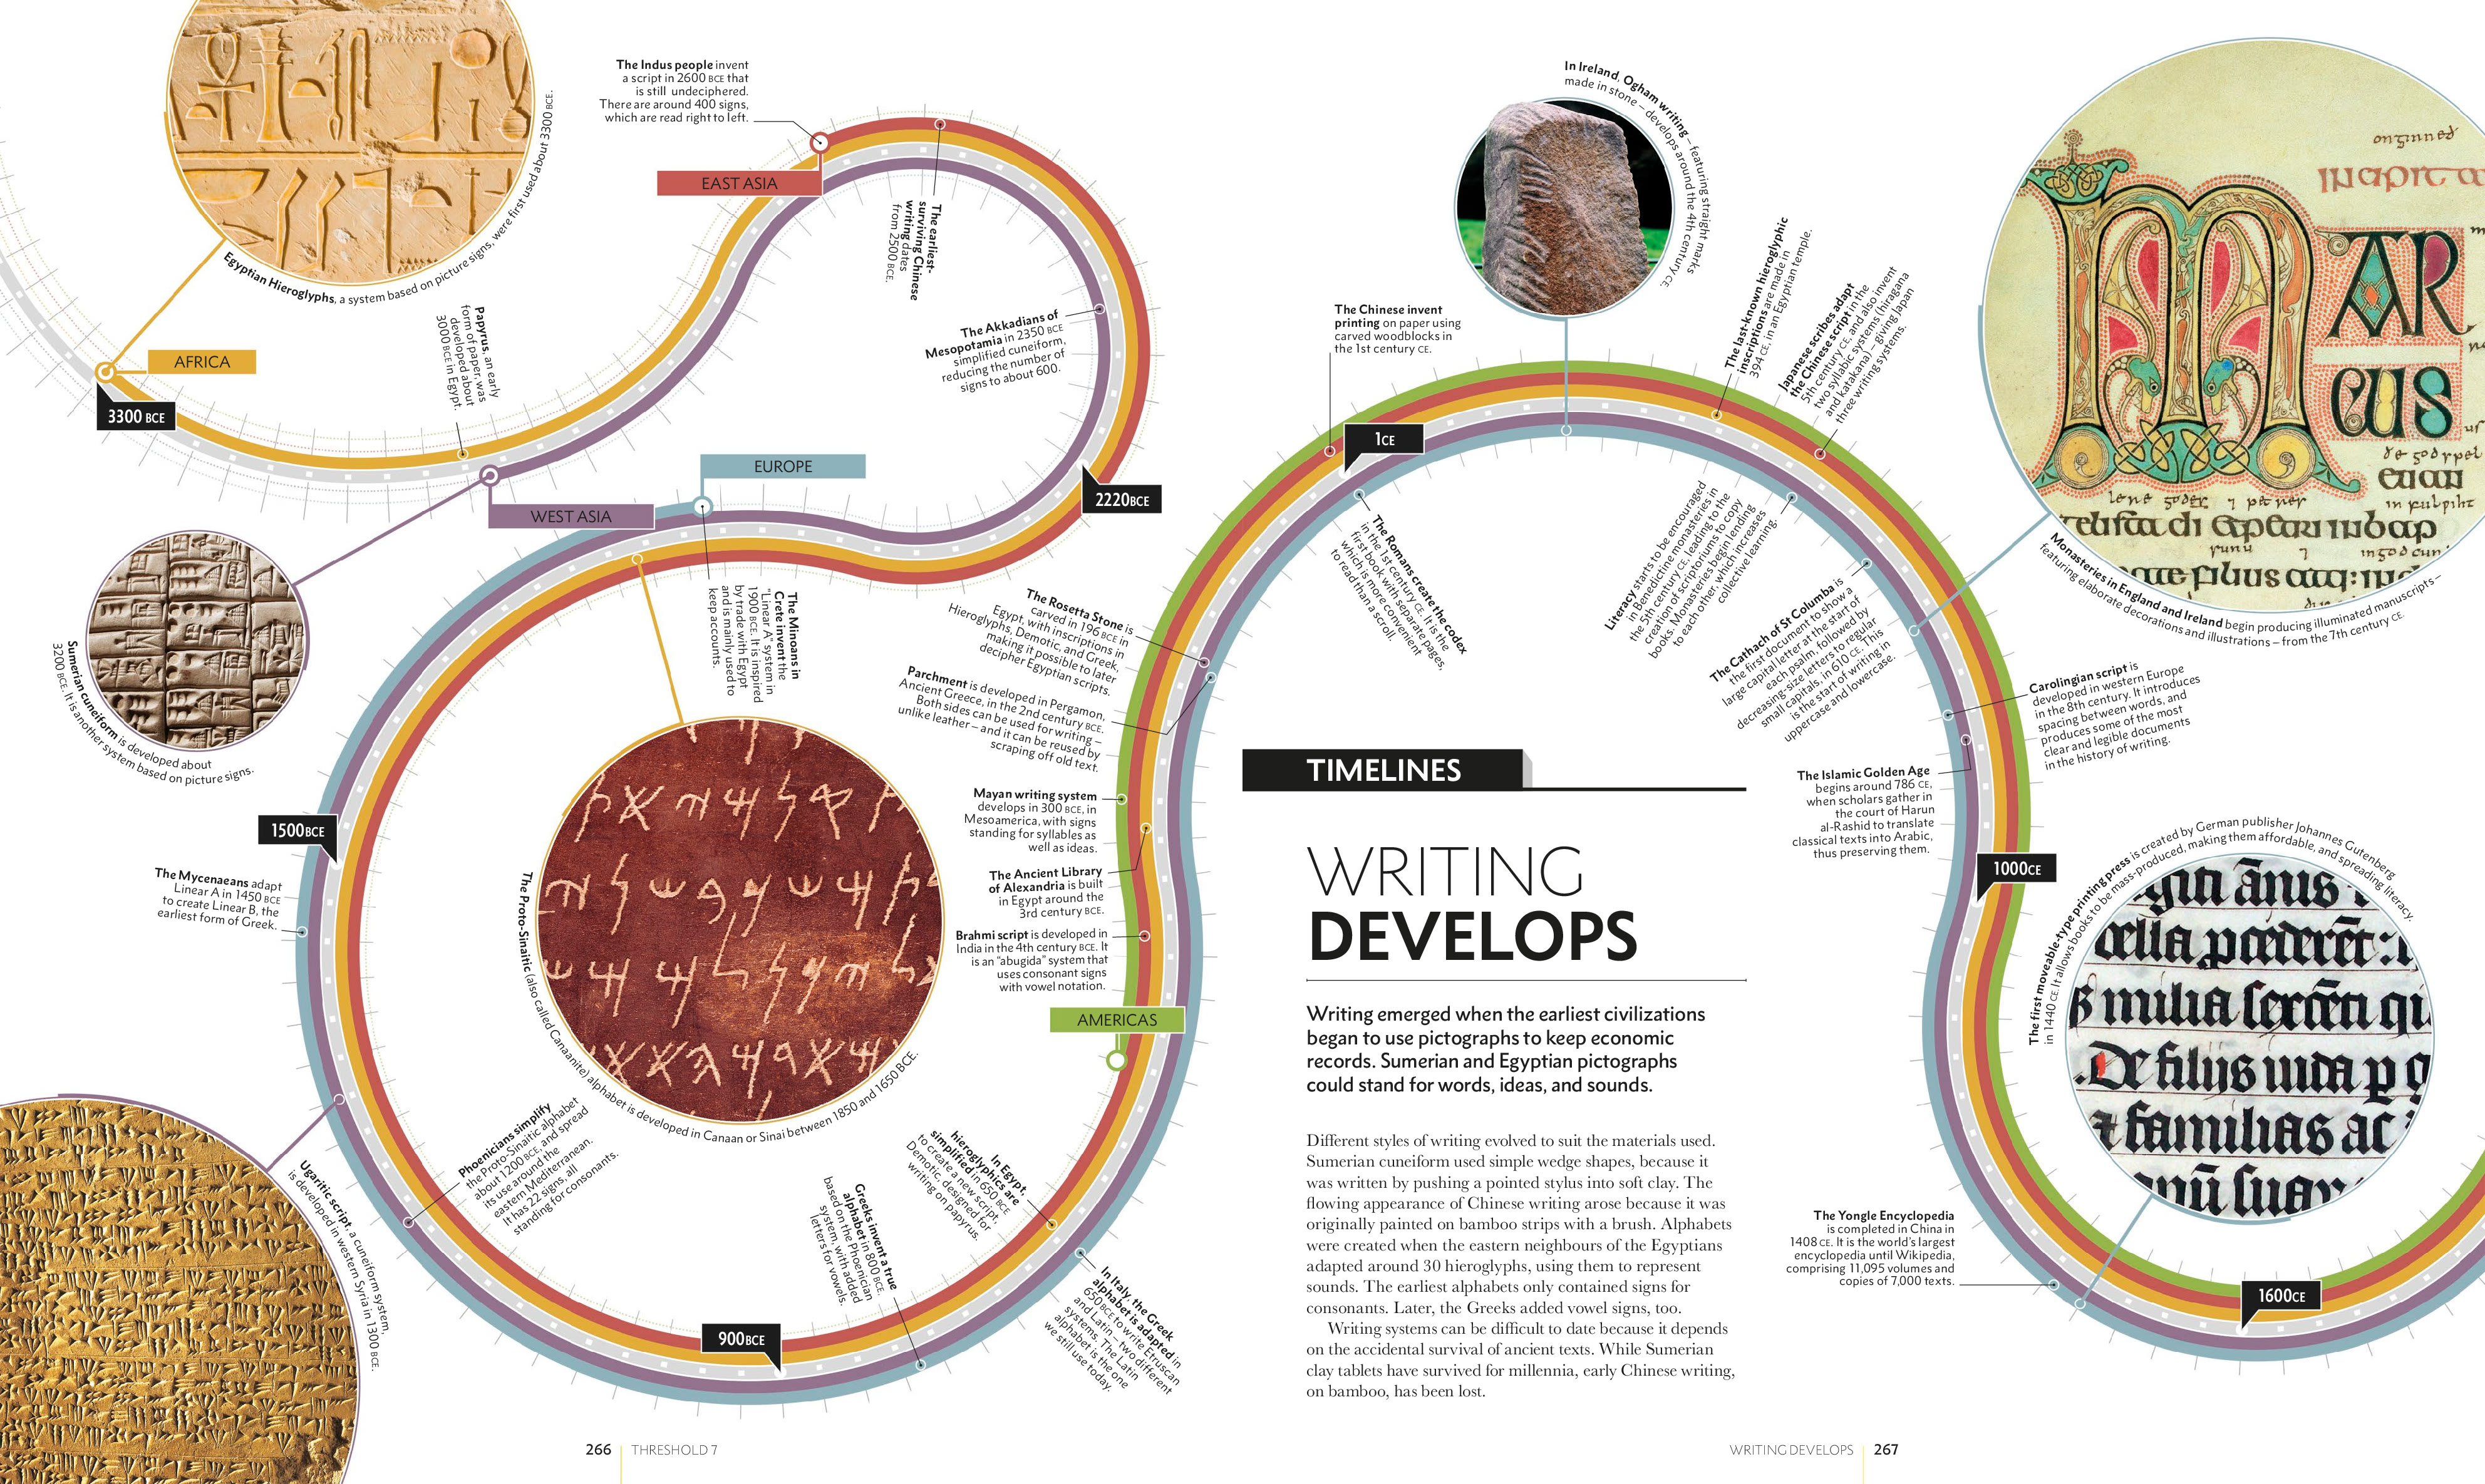 Egyptian Hieroglyphs, a system based on picture signs, were first used about 3300 BCE.
AFRICA
3300 BCE
Papyrus, an early
form of paper, was
developed about
3000 BCE in Egypt.
Sumerian cuneiform is developed about
3200 BCE. It is another system based on picture signs.
WEST ASIA
The Indus people invent
a script in 2600 BCE that
is still undeciphered.
There are around 400 signs,
which are read right to left.
EAST ASIA
The earliest-
surviving Chinese
writing dates
from 2500 BCE.
The Akkadians of
Mesopotamia in 2350 BCE
simplified cuneiform,
reducing the number of
signs to about 600.
2220BCE
EUROPE
The Minoans in
Crete invent the
“Linear A” system in
1900 BCE. It is inspired
by trade with Egypt
and is mainly used to
keep accounts.
The Proto-Sinaitic (also called Canaanite) alphabet is developed in Canaan or Sinai between 1850 and 1650 BCE.
1500BCE
The Mycenaeans adapt
Linear A in 1450 BCE
to create Linear B, the
earliest form of Greek.
Ugaritic script, a cuneiform system,
is developed in western Syria in 1300 BCE.
Phoenicians simplify
the Proto-Sinaitic alphabet
about 1200 BCE, and spread
its use around the
eastern Mediterranean.
It has 22 signs, all
standing for consonants.
900BCE
Greeks invent a true
alphabet in 800 BCE.
based on the Phoenician
system, with added
letters for vowels.
In Egypt,
hieroglyphics are
simplified in 650 BCE
to create a new script,
Demotic, designed for
writing on papyrus.
In Italy, the Greek
alphabet is adapted in
650 BCE to write Etruscan
and Latin – two different
systems. The Latin
alphabet is the one
we still use today.
AMERICAS
Brahmi script is developed in
India in the 4th century BCE. It
is an “abugida” system that
uses consonant signs
with vowel notation.
The Ancient Library
of Alexandria is built
in Egypt around the
3rd century BCE.
Mayan writing system
develops in 300 BCE, in
Mesoamerica, with signs
standing for syllables as
well as ideas.
Parchment is developed in Pergamon,
Ancient Greece, in the 2nd century BCE.
Both sides can be used for writing –
unlike leather – and it can be reused by
scraping off old text.
The Rosetta Stone is
carved in 196 BCE in
Egypt, with inscriptions in
Hieroglyphs, Demotic, and Greek,
making it possible to later
decipher Egyptian scripts.
The Chinese invent
printing on paper using
carved woodblocks in
the 1st century CE.
1CE
The Romans create the codex
in the 1st century CE. It is the
first book with separate pages,
which is more convenient
to read than a scroll.
In Ireland, Ogham writing – featuring straight marks
made in stone – develops around the 4th century CE.
The last-known hieroglyphic
inscriptions are made in
394 CE, in an Egyptian temple.
Japanese scribes adapt
the Chinese script in the
5th century CE, and also invent
two syllabic systems (hiragana
and katakana) – giving Japan
three writing systems.
Literacy starts to be encouraged
in Benedictine monasteries in
the 5th century CE, leading to the
creation of scriptoriums to copy
books. Monasteries begin lending
to each other, which increases
collective learning.
The Cathach of St Columba is
the first document to show a
large capital letter at the start of
each psalm, followed by
decreasing-size letters to regular
small capitals, in 610 CE. This
is the start of writing in
uppercase and lowercase.
MARCUS
Monasteries in England and Ireland begin producing illuminated manuscripts –
featuring elaborate decorations and illustrations – from the 7th century CE.
Carolingian script is
developed in western Europe
in the 8th century. It introduces
spacing between words, and
produces some of the most
clear and legible documents
in the history of writing.
The Islamic Golden Age
begins around 786 CE,
when scholars gather in
the court of Harun
al-Rashid to translate
classical texts into Arabic,
thus preserving them.
1000CE
The first moveable-type printing press is created by German publisher Johannes Gutenberg
in 1440 CE. It allows books to be mass-produced, making them affordable, and spreading literacy.
The Yongle Encyclopedia
is completed in China in
1408 CE. It is the world’s largest
encyclopedia until Wikipedia,
comprising 11,095 volumes and
copies of 7,000 texts.
1600CE
TIMELINES
WRITING
DEVELOPS
Writing emerged when the earliest civilizations
began to use pictographs to keep economic
records. Sumerian and Egyptian pictographs
could stand for words, ideas, and sounds.
Different styles of writing evolved to suit the materials used.
Sumerian cuneiform used simple wedge shapes, because it
was written by pushing a pointed stylus into soft clay. The
flowing appearance of Chinese writing arose because it was
originally painted on bamboo strips with a brush. Alphabets
were created when the eastern neighbours of the Egyptians
adapted around 30 hieroglyphs, using them to represent
sounds. The earliest alphabets only contained signs for
consonants. Later, the Greeks added vowel signs, too.
Writing systems can be difficult to date because it depends
on the accidental survival of ancient texts. While Sumerian
clay tablets have survived for millennia, early Chinese writing,
on bamboo, has been lost.
266 THRESHOLD 7
WRITING DEVELOPS 267